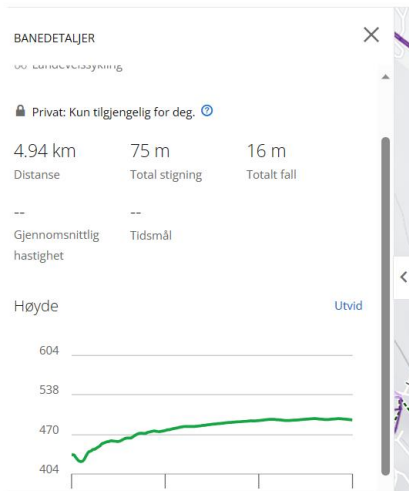 BANEDETALJER
Landeveissykling
Privat: Kun tilgjengelig for deg.
4.94 km 75 m 16 m
Distanse Total stigning Totalt fall
-- --
Gjennomsnittlig hastighet Tidsmål
Høyde Utvid
604
538
470
404